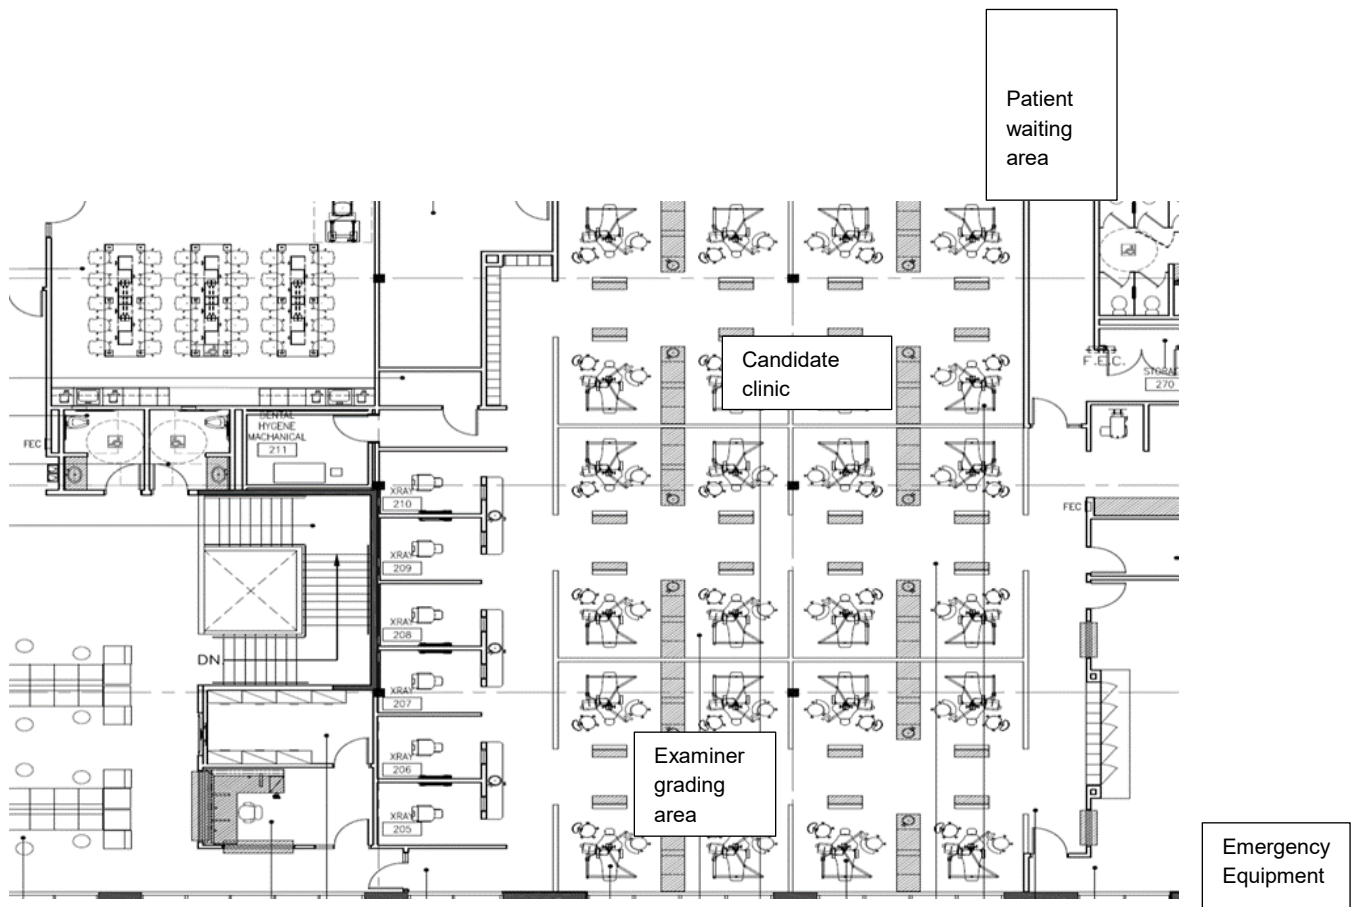 Patient
waiting
area
Candidate
clinic
F.E.C.
270
DENTAL
HYGENE
MACHANICAL
211
FEC
XRAY
210
FEC
XRAY
209
XRAY
208
DN
XRAY
207
XRAY
206
XRAY
205
Examiner
grading
area
Emergency
Equipment